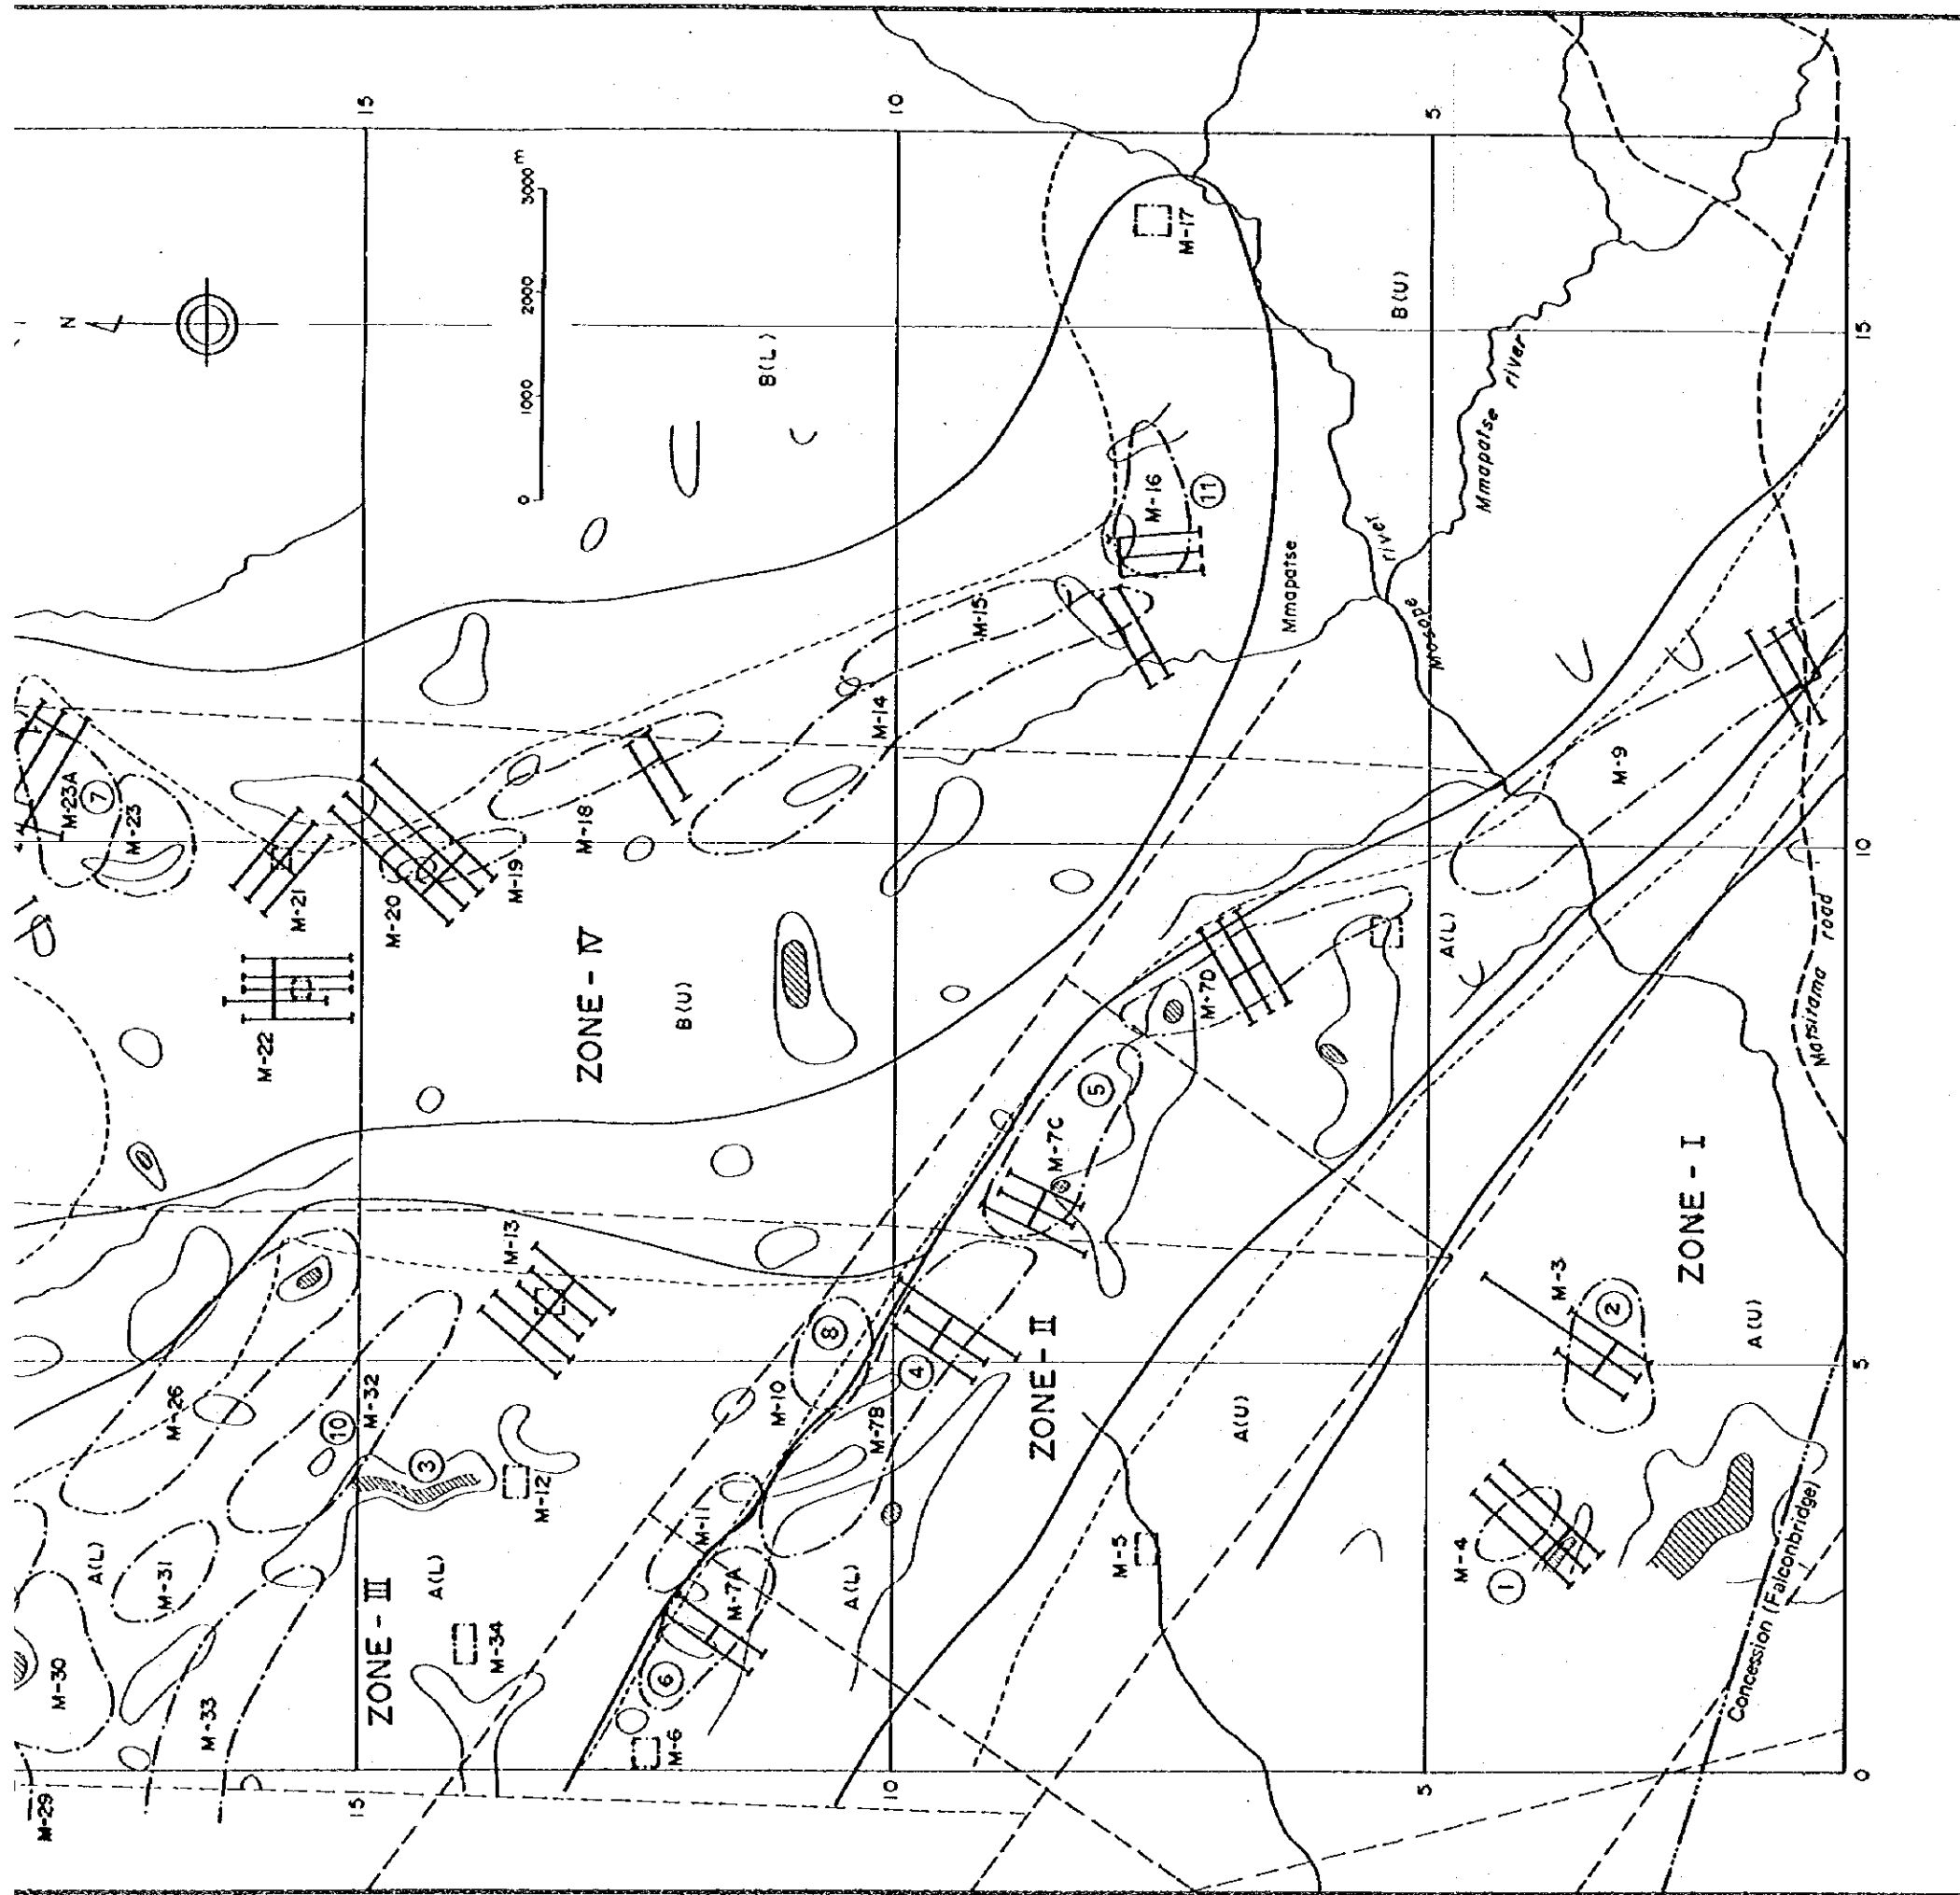 15
10
5
N
3000 m
2000
1000
0
B(L)
M-17
B(U)
Mmapatse river
15
M-16
11
Mosope river
Mmapatse
M-15
M-14
M-23A
7
M-23
M-18
M-19
M-20
M-21
M-22
ZONE-IV
B(U)
M-9
10
Matsitama road
M-7D
A(L)
5
M-7C
ZONE-I
M-13
M-3
2
A(U)
5
8
4
ZONE-II
M-10
M-7B
A(U)
M-26
10
M-32
3
M-12
M-11
M-7A
M-5
M-4
1
Concession (Falconbridge)
A(L)
M-31
M-30
ZONE-III
A(L)
M-34
M-33
A(L)
6
M-6
M-29
15
10
5
0